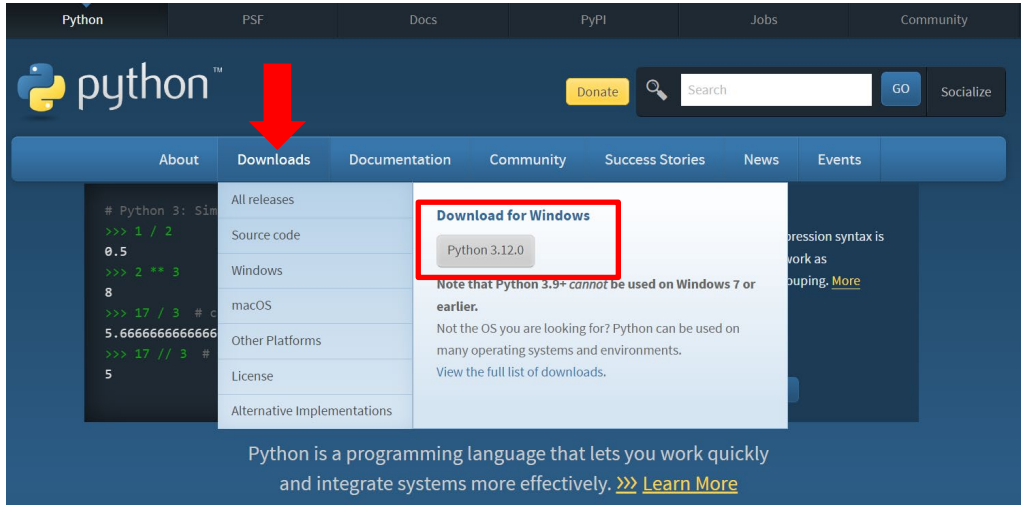 Python PSF Docs PyPI Jobs Community
python™
Donate Search GO Socialize
About Downloads Documentation Community Success Stories News Events
# Python 3: Sim
>>> 1 / 2
0.5
>>> 2 ** 3
8
>>> 17 / 3 # c
5.6666666666666
>>> 17 // 3 #
5
All releases
Source code
Windows
macOS
Other Platforms
License
Alternative Implementations
Download for Windows
Python 3.12.0
Note that Python 3.9+ cannot be used on Windows 7 or
earlier.
Not the OS you are looking for? Python can be used on
many operating systems and environments.
View the full list of downloads.
pression syntax is
work as
ouping. More
Python is a programming language that lets you work quickly
and integrate systems more effectively. >>> Learn More